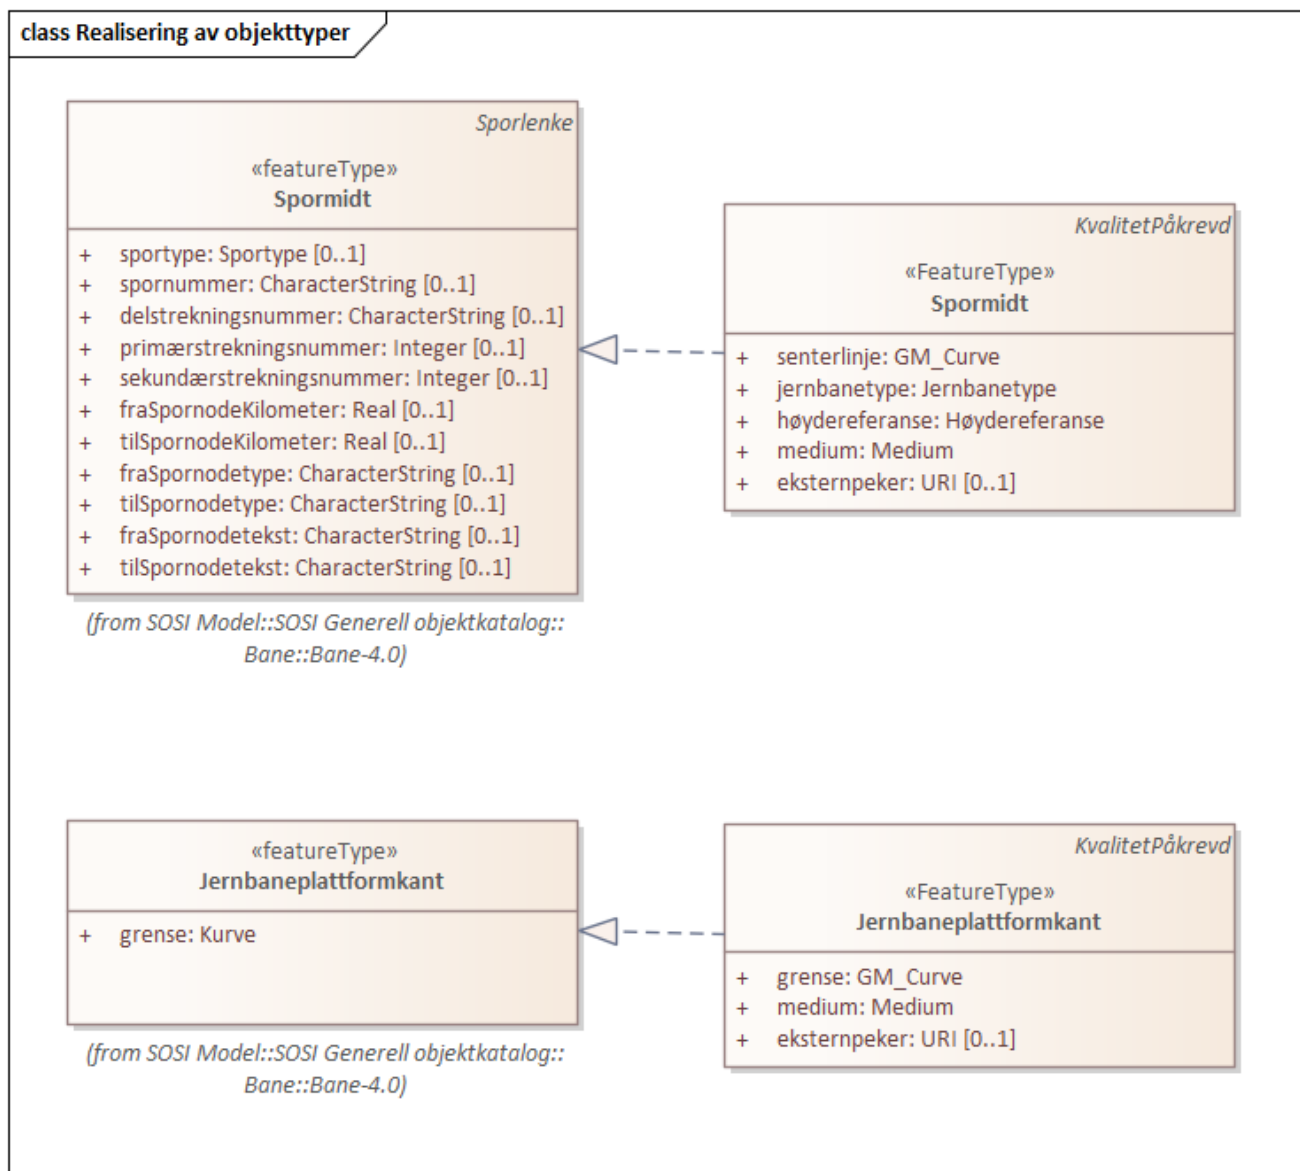 class Realisering av objekttyper
Sporlenke
«featureType»
Spormidt
+ sportype: Sportype [0..1]
+ spornummer: CharacterString [0..1]
+ delstrekningsnummer: CharacterString [0..1]
+ primærstrekningsnummer: Integer [0..1]
+ sekundærstrekningsnummer: Integer [0..1]
+ fraSpornodeKilometer: Real [0..1]
+ tilSpornodeKilometer: Real [0..1]
+ fraSpornodetype: CharacterString [0..1]
+ tilSpornodetype: CharacterString [0..1]
+ fraSpornodetekst: CharacterString [0..1]
+ tilSpornodetekst: CharacterString [0..1]
(from SOSI Model::SOSI Generell objektkatalog::
Bane::Bane-4.0)
KvalitetPåkrevd
«FeatureType»
Spormidt
+ senterlinje: GM_Curve
+ jernbanetype: Jernbanetype
+ høydereferanse: Høydereferanse
+ medium: Medium
+ eksternpeker: URI [0..1]
«featureType»
Jernbaneplattformkant
+ grense: Kurve
(from SOSI Model::SOSI Generell objektkatalog::
Bane::Bane-4.0)
KvalitetPåkrevd
«FeatureType»
Jernbaneplattformkant
+ grense: GM_Curve
+ medium: Medium
+ eksternpeker: URI [0..1]